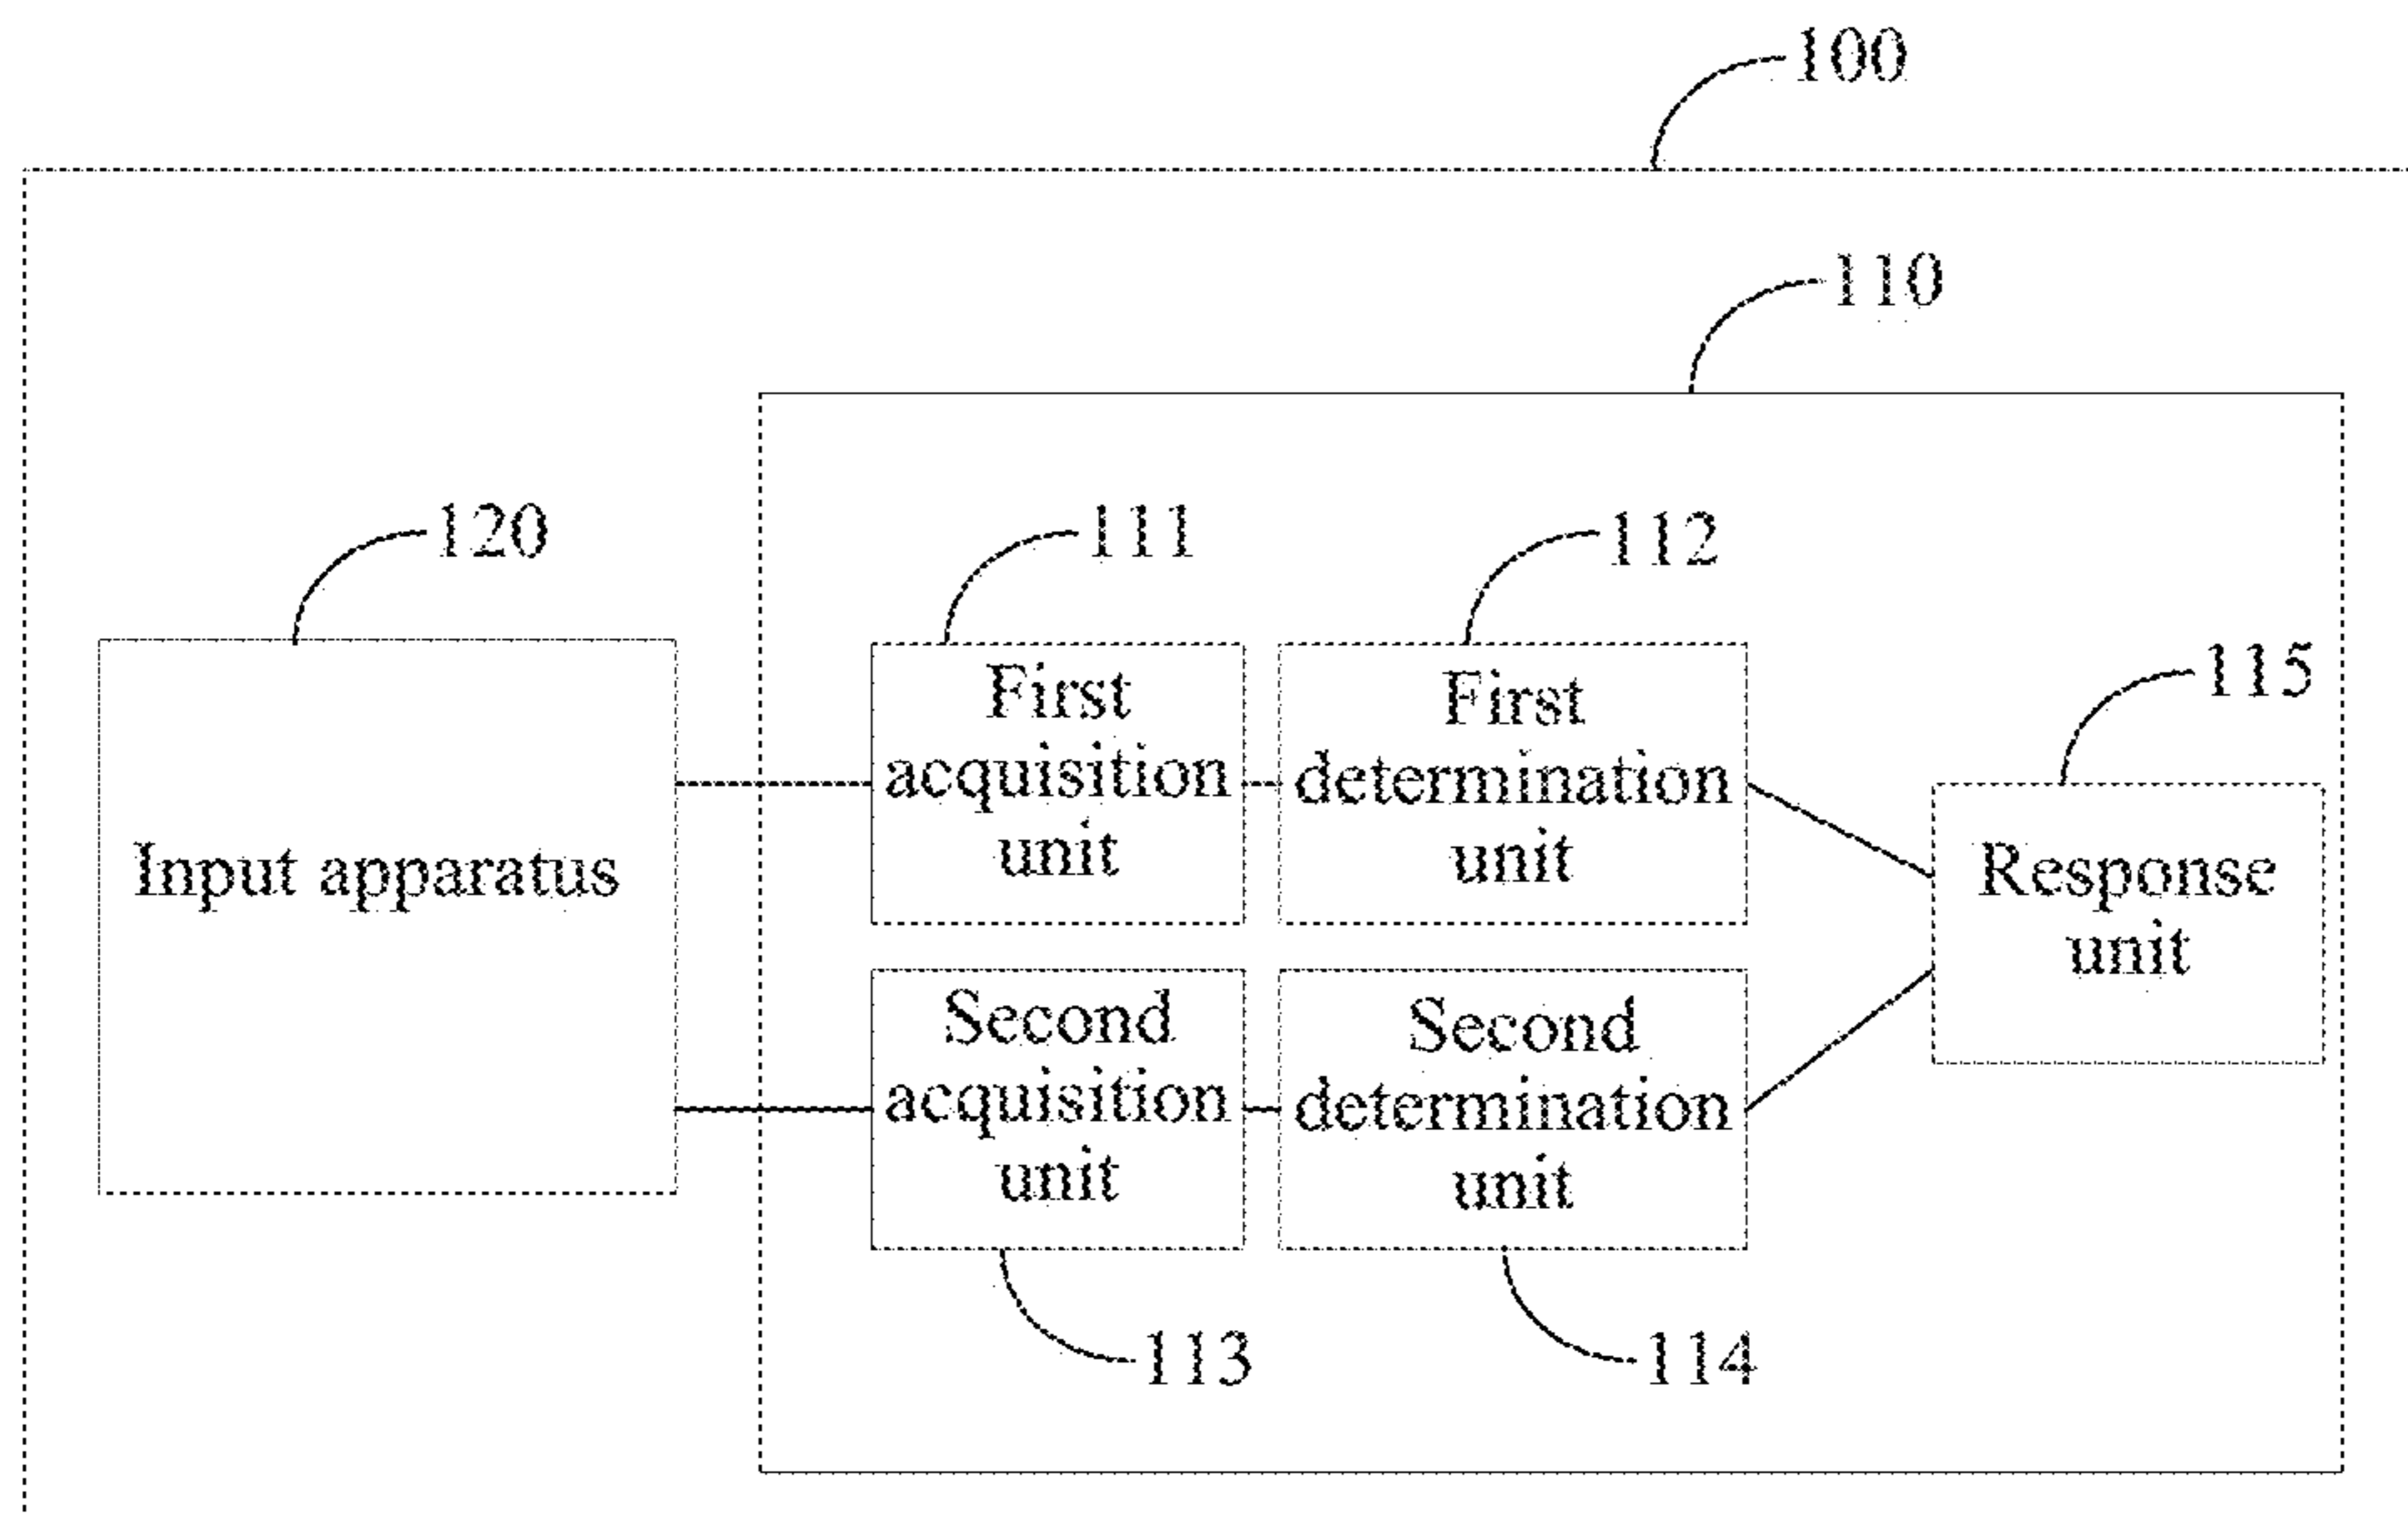 100
110
120
111
112
115
First
acquisition
unit
First
determination
unit
Input apparatus
Response
unit
Second
acquisition
unit
Second
determination
unit
113
114